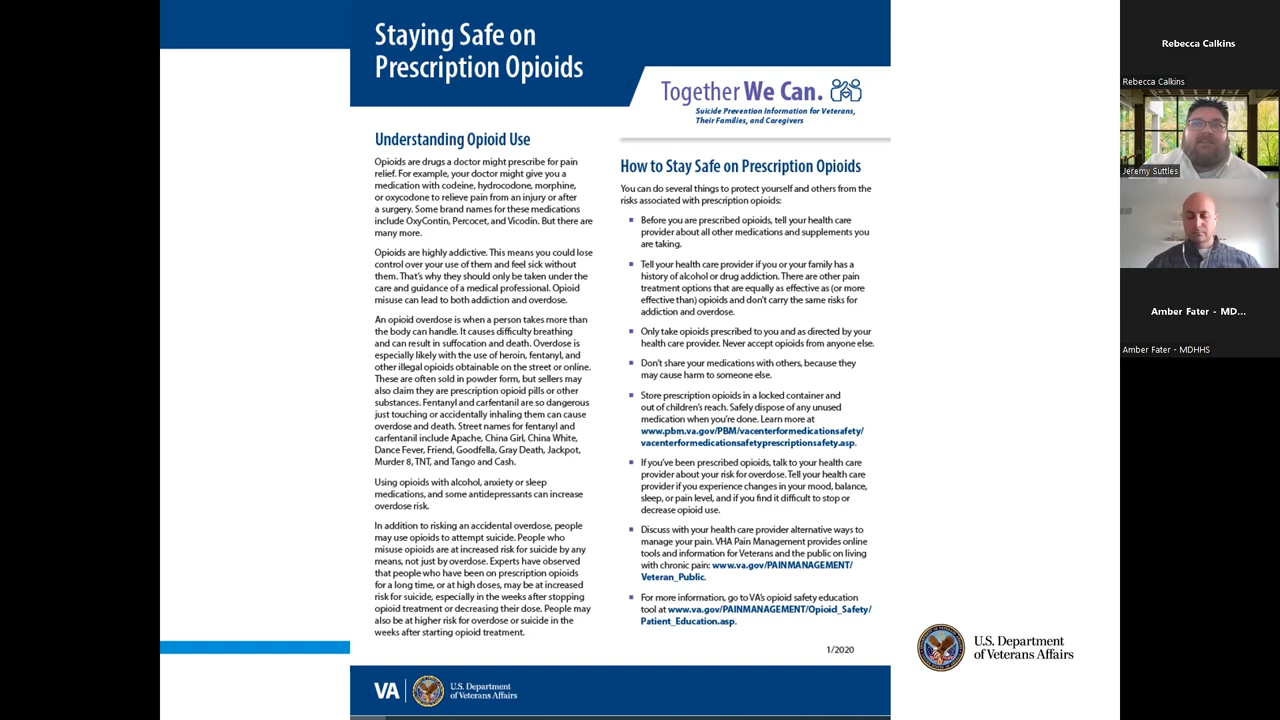 Staying Safe on
Prescription Opioids
Together We Can.
Suicide Prevention Information for Veterans,
Their Families, and Caregivers
Understanding Opioid Use
Opioids are drugs a doctor might prescribe for pain
relief. For example, your doctor might give you a
medication with codeine, hydrocodone, morphine,
or oxycodone to relieve pain from an injury or after
a surgery. Some brand names for these medications
include OxyContin, Percocet, and Vicodin. But there are
many more.
Opioids are highly addictive. This means you could lose
control over your use of them and feel sick without
them. That's why they should only be taken under the
care and guidance of a medical professional. Opioid
misuse can lead to both addiction and overdose.
An opioid overdose is when a person takes more than
the body can handle. It causes difficulty breathing
and can result in suffocation and death. Overdose is
especially likely with the use of heroin, fentanyl, and
other illegal opioids obtainable on the street or online.
These are often sold in powder form, but sellers may
also claim they are prescription opioid pills or other
substances. Fentanyl and carfentanil are so dangerous
just touching or accidentally inhaling them can cause
overdose and death. Street names for fentanyl and
carfentanil include Apache, China Girl, China White,
Dance Fever, Friend, Goodfella, Gray Death, Jackpot,
Murder 8, TNT, and Tango and Cash.
Using opioids with alcohol, anxiety or sleep
medications, and some antidepressants can increase
overdose risk.
In addition to risking an accidental overdose, people
may use opioids to attempt suicide. People who
misuse opioids are at increased risk for suicide by any
means, not just by overdose. Experts have observed
that people who have been on prescription opioids
for a long time, or at high doses, may be at increased
risk for suicide, especially in the weeks after stopping
opioid treatment or decreasing their dose. People may
also be at higher risk for overdose or suicide in the
weeks after starting opioid treatment.
How to Stay Safe on Prescription Opioids
You can do several things to protect yourself and others from the
risks associated with prescription opioids:
Before you are prescribed opioids, tell your health care
provider about all other medications and supplements you
are taking.
Tell your health care provider if you or your family has a
history of alcohol or drug addiction. There are other pain
treatment options that are equally as effective as (or more
effective than) opioids and don't carry the same risks for
addiction and overdose.
Only take opioids prescribed to you and as directed by your
health care provider. Never accept opioids from anyone else.
Don't share your medications with others, because they
may cause harm to someone else.
Store prescription opioids in a locked container and
out of children's reach. Safely dispose of any unused
medication when you're done. Learn more at
www.pbm.va.gov/PBM/vacenterformedicationsafety/
vacenterformedicationsafetyprescriptionsafety.asp.
If you've been prescribed opioids, talk to your health care
provider about your risk for overdose. Tell your health care
provider if you experience changes in your mood, balance,
sleep, or pain level, and if you find it difficult to stop or
decrease opioid use.
Discuss with your health care provider alternative ways to
manage your pain. VHA Pain Management provides online
tools and information for Veterans and the public on living
with chronic pain: www.va.gov/PAINMANAGEMENT/
Veteran_Public.
For more information, go to VA's opioid safety education
tool at www.va.gov/PAINMANAGEMENT/Opioid_Safety/
Patient_Education.asp.
1/2020
VA
U.S. Department
of Veterans Affairs
U.S. Department
of Veterans Affairs
Rebecca Calkins
Rebecca Calkins
Jeremy Suttles
Amber Fater - MD...
Amber Fater - MDHHS